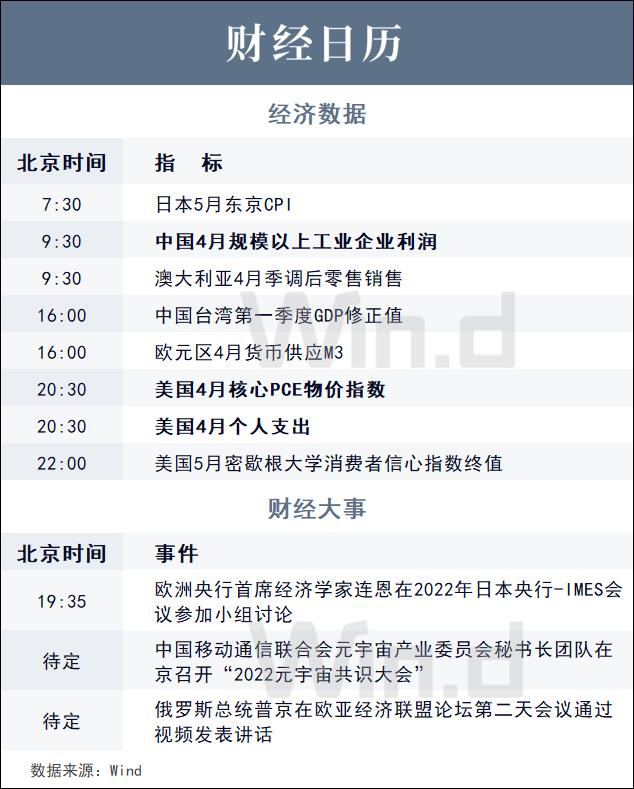 财经日历
经济数据
北京时间 指 标
7:30 日本5月东京CPI
9:30 中国4月规模以上工业企业利润
9:30 澳大利亚4月季调后零售销售
16:00 中国台湾第一季度GDP修正值
16:00 欧元区4月货币供应M3
20:30 美国4月核心PCE物价指数
20:30 美国4月个人支出
22:00 美国5月密歇根大学消费者信心指数终值
Win.d
财经大事
北京时间 事件
19:35 欧洲央行首席经济学家连恩在2022年日本央行-IMES会
议参加小组讨论
待定 中国移动通信联合会元宇宙产业委员会秘书长团队在
京召开“2022元宇宙共识大会”
待定 俄罗斯总统普京在欧亚经济联盟论坛第二天会议通过
视频发表讲话
Win.d
数据来源：Wind